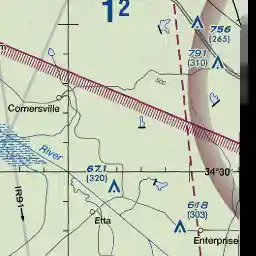 1²
756
(265)
791
(310)
500
Cornersville
River
34°30'
671
(320)
IR91
618
(303)
Etta
Enterprise